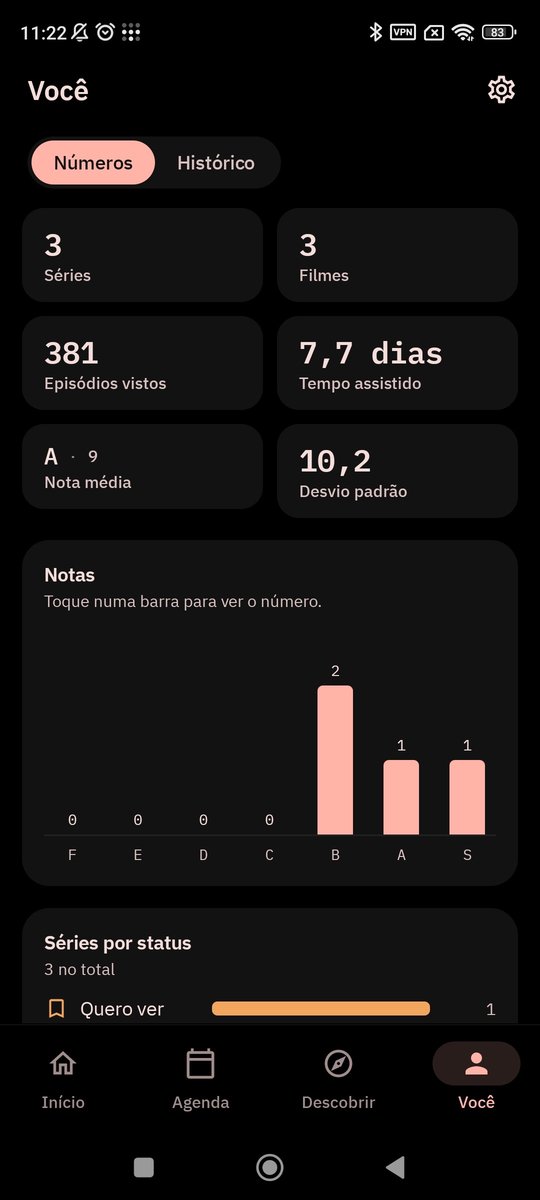 11:22
VPN
83
Você
Números
Histórico
3
Séries
3
Filmes
381
Episódios vistos
7,7 dias
Tempo assistido
A · 9
Nota média
10,2
Desvio padrão
Notas
Toque numa barra para ver o número.
0 0 0 0 2 1 1
F E D C B A S
Séries por status
3 no total
Quero ver 1
Início
Agenda
Descobrir
Você